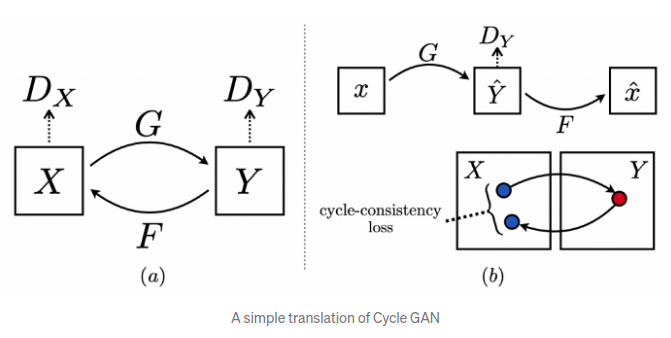 D_X
D_Y
G
X
Y
F
(a)
G
D_Y
x
Ŷ
x̂
F
X
Y
cycle-consistency
loss
(b)
A simple translation of Cycle GAN